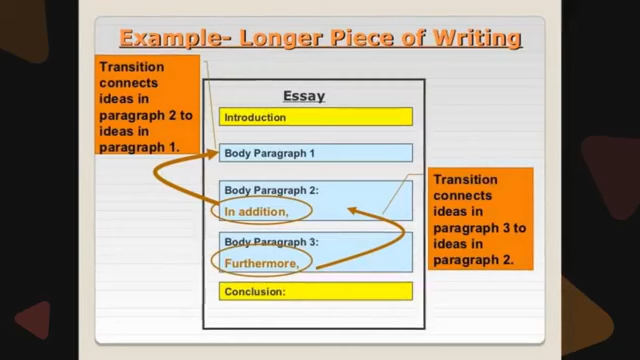 Example- Longer Piece of Writing
Transition
connects
ideas in
paragraph 2 to
ideas in
paragraph 1.
Essay
Introduction
Body Paragraph 1
Body Paragraph 2:
In addition,
Body Paragraph 3:
Furthermore,
Conclusion:
Transition
connects
ideas in
paragraph 3 to
ideas in
paragraph 2.